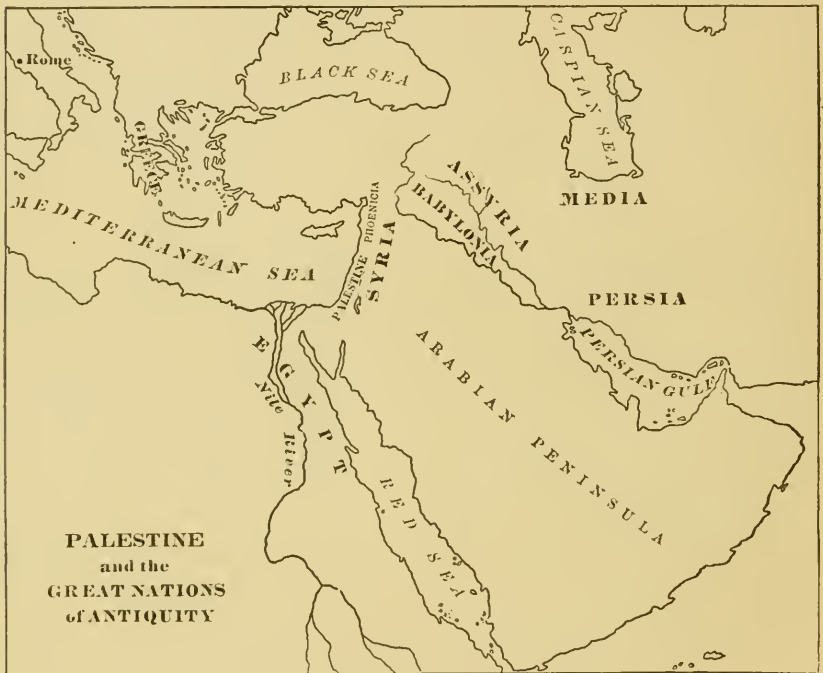 Rome
BLACK SEA
CASPIAN SEA
GREECE
MEDIA
ASSYRIA
BABYLONIA
MEDITERRANEAN SEA
PALESTINE PHOENICIA
SYRIA
PERSIA
PERSIAN GULF
EGYPT
Nile River
ARABIAN PENINSULA
RED SEA
PALESTINE
and the
GREAT NATIONS
of ANTIQUITY